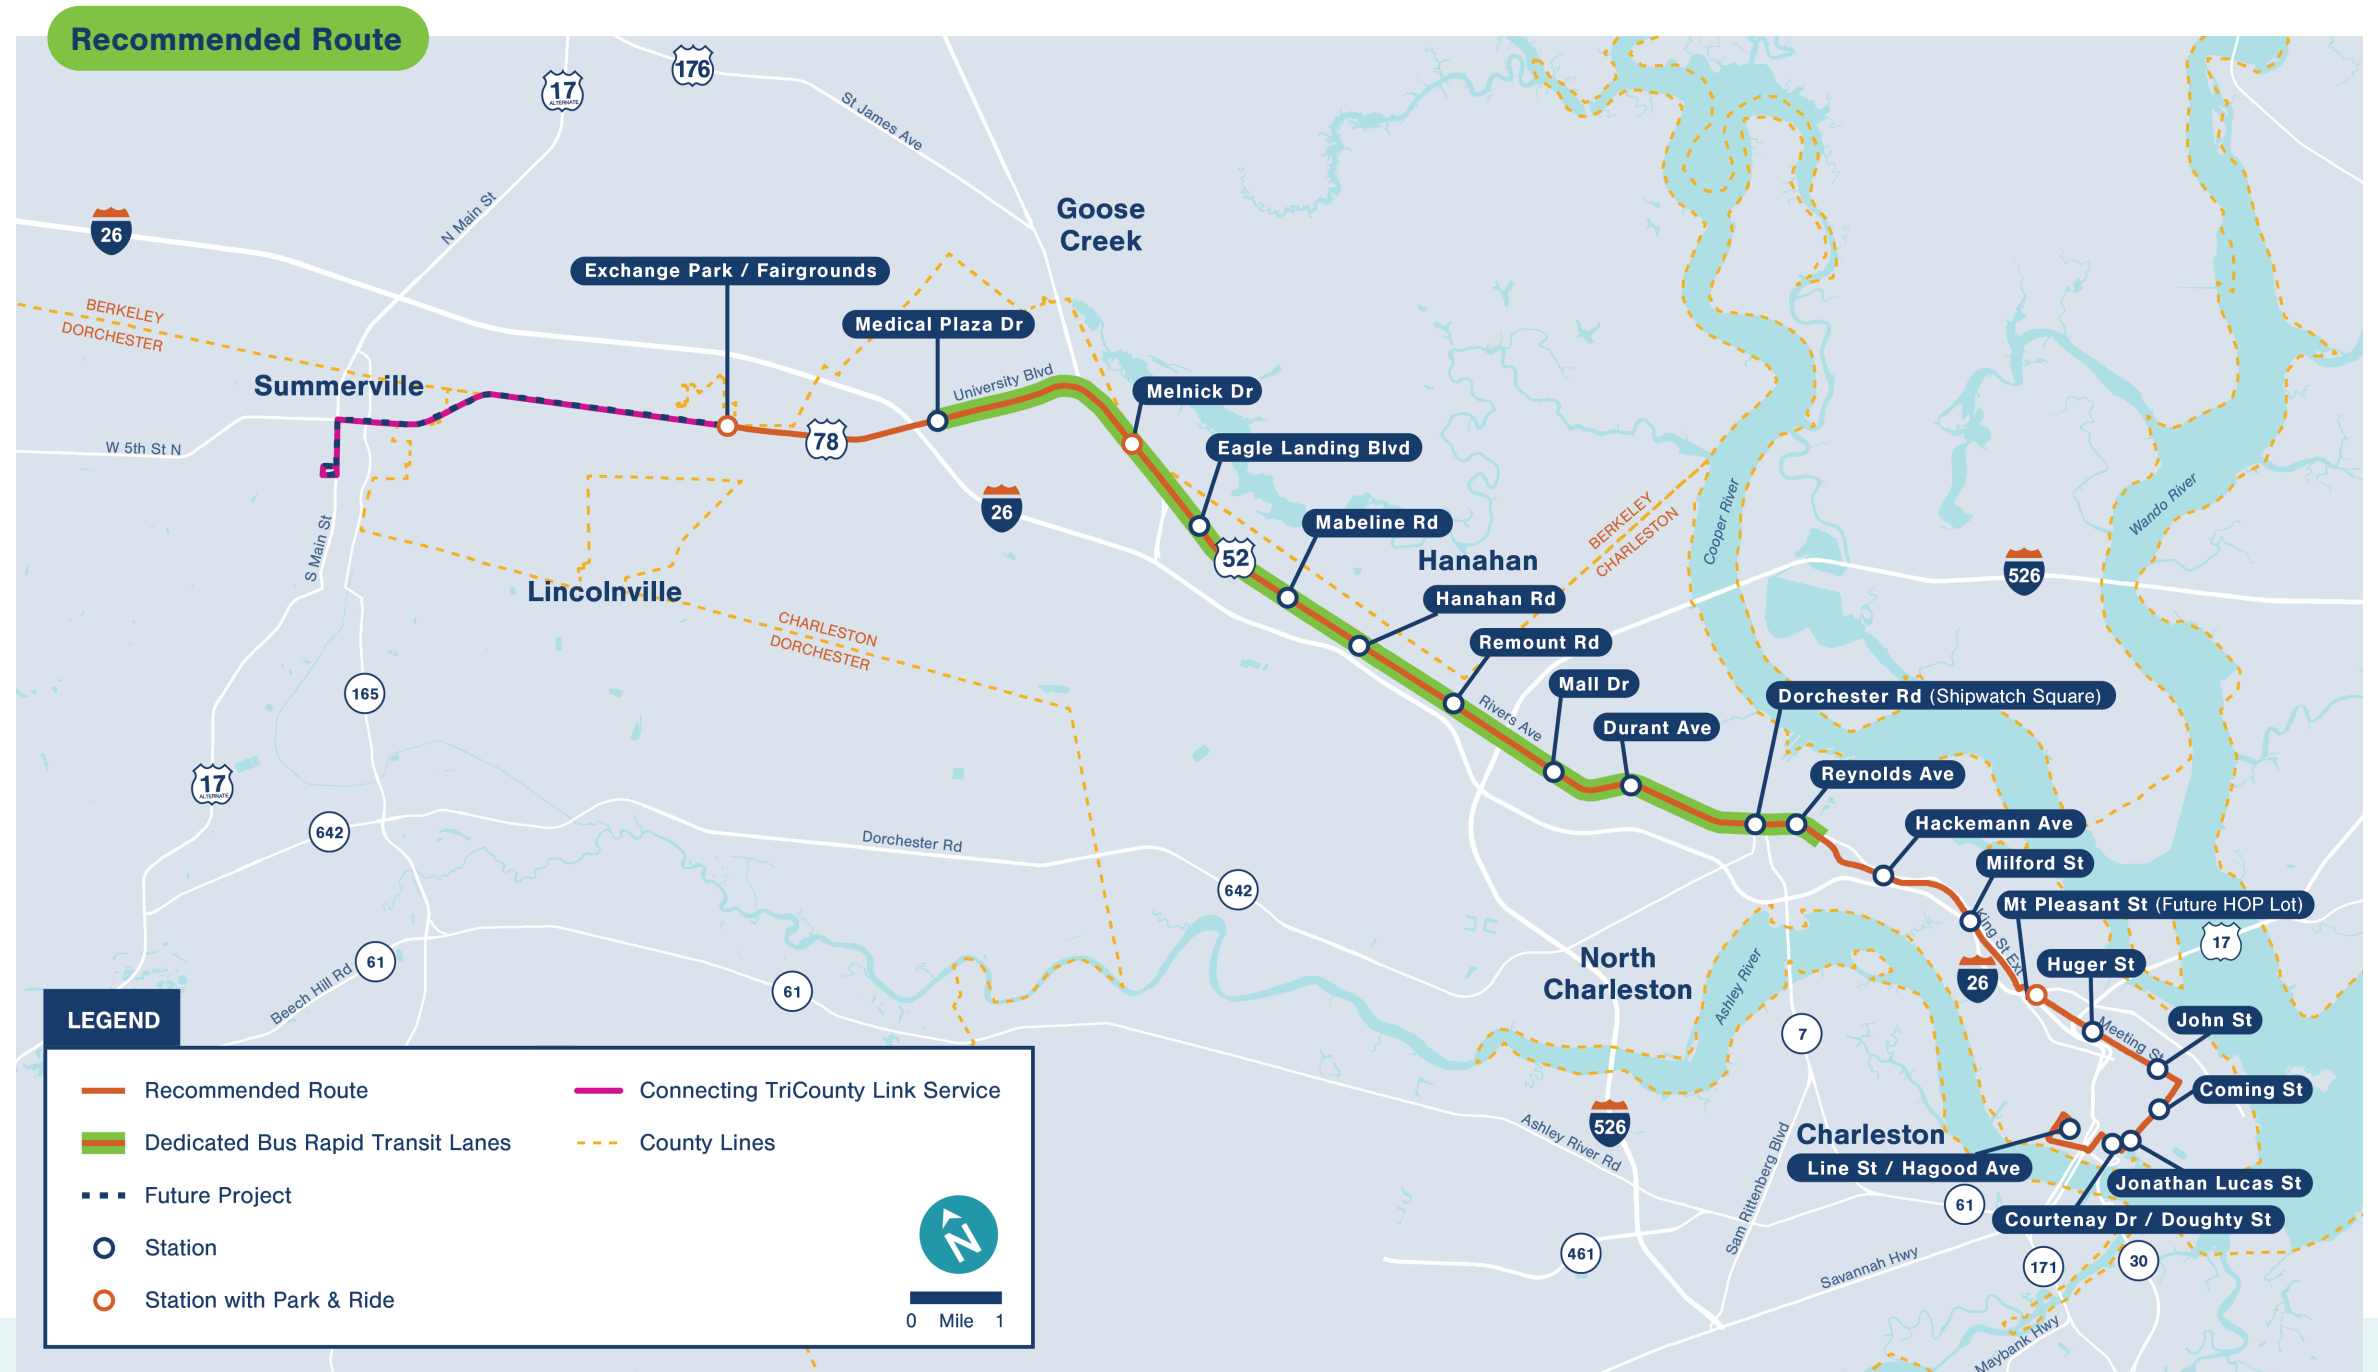 Recommended Route
176
17
ALTERNATE
St James Ave
N Main St
26
Goose
Creek
Exchange Park / Fairgrounds
BERKELEY
DORCHESTER
Medical Plaza Dr
University Blvd
Summerville
Melnick Dr
W 5th St N
78
Eagle Landing Blvd
26
52
Mabeline Rd
S Main St
Hanahan
BERKELEY
CHARLESTON
Cooper River
Wando River
526
Lincolnville
Hanahan Rd
CHARLESTON
DORCHESTER
Remount Rd
Mall Dr
165
Rivers Ave
Dorchester Rd (Shipwatch Square)
Durant Ave
Reynolds Ave
17
ALTERNATE
642
Dorchester Rd
Hackemann Ave
Milford St
642
Mt Pleasant St (Future HOP Lot)
King St Ext
17
61
Beech Hill Rd
61
North
Charleston
Ashley River
26
Huger St
John St
Meeting St
7
Coming St
526
Ashley River Rd
Sam Rittenberg Blvd
Charleston
Line St / Hagood Ave
Jonathan Lucas St
61
Courtenay Dr / Doughty St
461
Savannah Hwy
171
30
Maybank Hwy
LEGEND
Recommended Route
Connecting TriCounty Link Service
Dedicated Bus Rapid Transit Lanes
County Lines
Future Project
Station
Station with Park & Ride
N
0 Mile 1